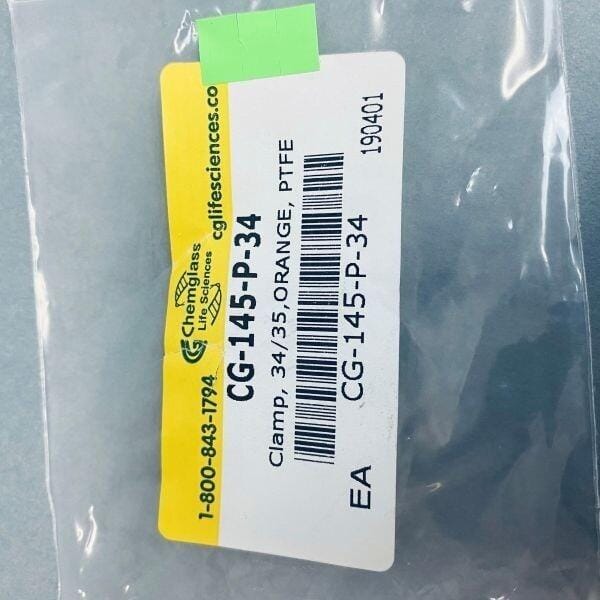 1-800-843-1794
CG Chemglass
Life Sciences
cglifesciences.co
CG-145-P-34
Clamp, 34/35,ORANGE, PTFE
EA
CG-145-P-34
190401